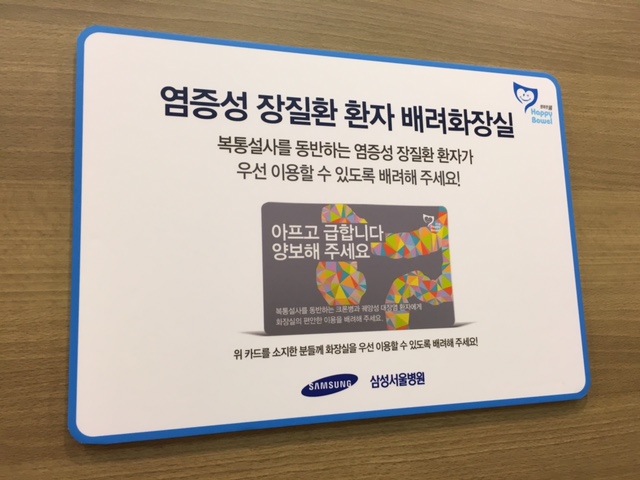 염증성 장질환 환자 배려화장실
Happy
Bowel
복통설사를 동반하는 염증성 장질환 환자가
우선 이용할 수 있도록 배려해 주세요!
아프고 급합니다
양보해 주세요
복통설사를 동반하는 크론병과 궤양성 대장염 환자에게
화장실의 편안한 이용을 배려해 주세요.
위 카드를 소지한 분들께 화장실을 우선 이용할 수 있도록 배려해 주세요!
SAMSUNG 삼성서울병원